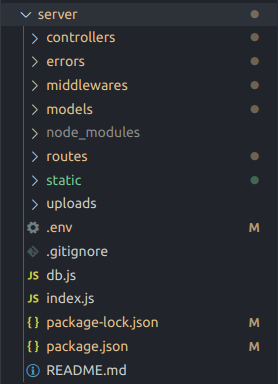 server
controllers
errors
middlewares
models
node_modules
routes
static
uploads
.env M
.gitignore
JS db.js
JS index.js
{} package-lock.json M
{} package.json M
README.md